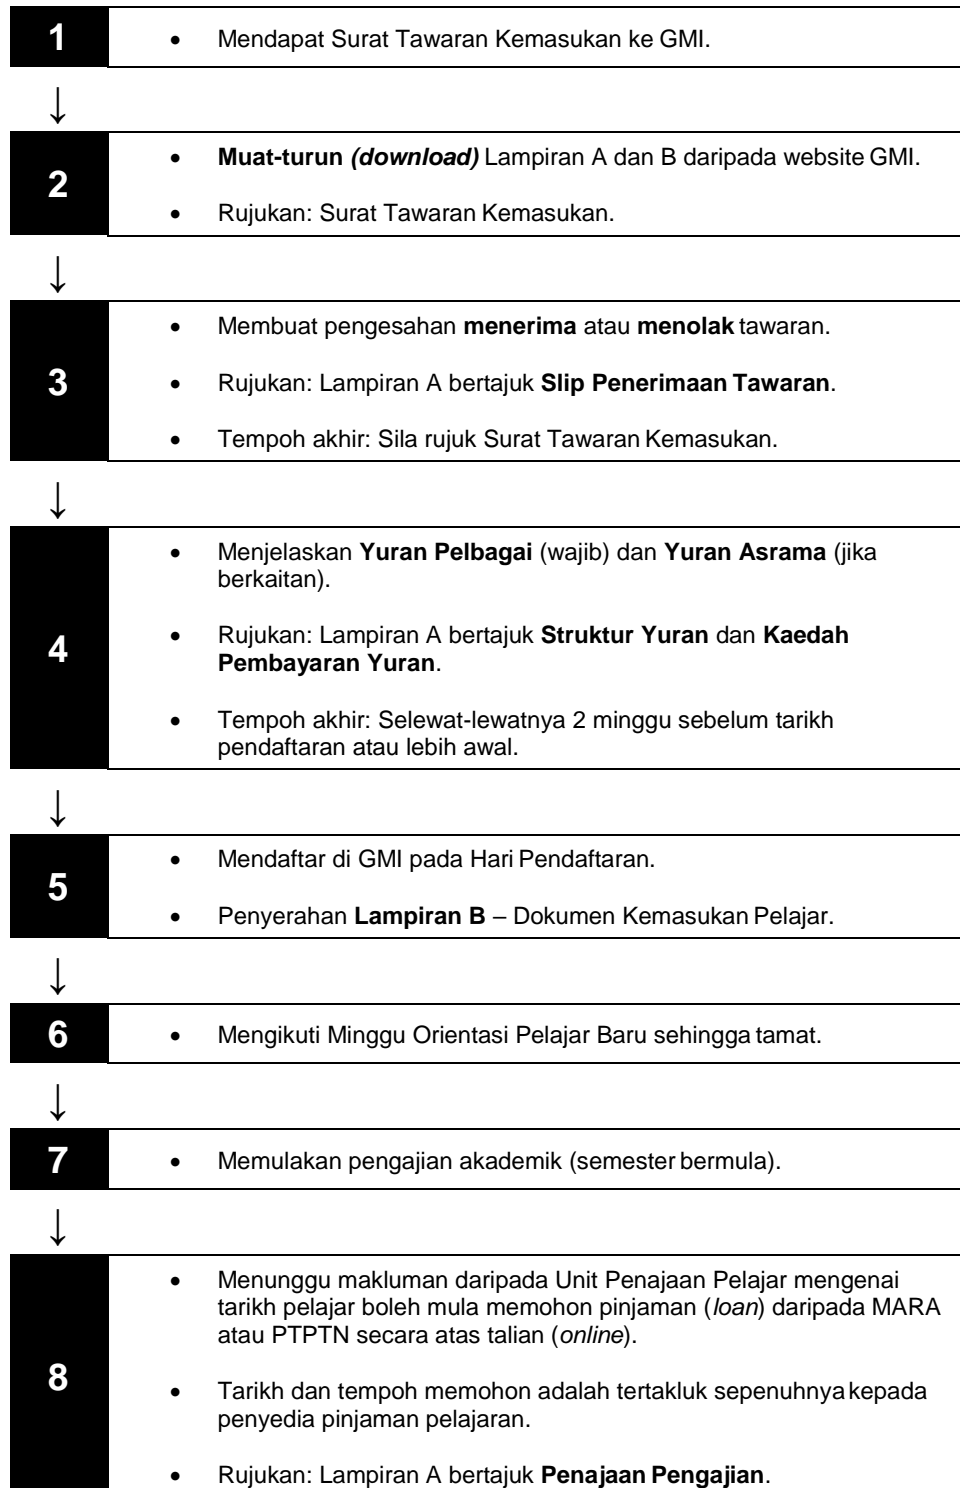 1
• Mendapat Surat Tawaran Kemasukan ke GMI.
↓
2
• Muat-turun (download) Lampiran A dan B daripada website GMI.
• Rujukan: Surat Tawaran Kemasukan.
↓
3
• Membuat pengesahan menerima atau menolak tawaran.
• Rujukan: Lampiran A bertajuk Slip Penerimaan Tawaran.
• Tempoh akhir: Sila rujuk Surat Tawaran Kemasukan.
↓
4
• Menjelaskan Yuran Pelbagai (wajib) dan Yuran Asrama (jika
berkaitan).
• Rujukan: Lampiran A bertajuk Struktur Yuran dan Kaedah
Pembayaran Yuran.
• Tempoh akhir: Selewat-lewatnya 2 minggu sebelum tarikh
pendaftaran atau lebih awal.
↓
5
• Mendaftar di GMI pada Hari Pendaftaran.
• Penyerahan Lampiran B – Dokumen Kemasukan Pelajar.
↓
6
• Mengikuti Minggu Orientasi Pelajar Baru sehingga tamat.
↓
7
• Memulakan pengajian akademik (semester bermula).
↓
8
• Menunggu makluman daripada Unit Penajaan Pelajar mengenai
tarikh pelajar boleh mula memohon pinjaman (loan) daripada MARA
atau PTPTN secara atas talian (online).
• Tarikh dan tempoh memohon adalah tertakluk sepenuhnya kepada
penyedia pinjaman pelajaran.
• Rujukan: Lampiran A bertajuk Penajaan Pengajian.